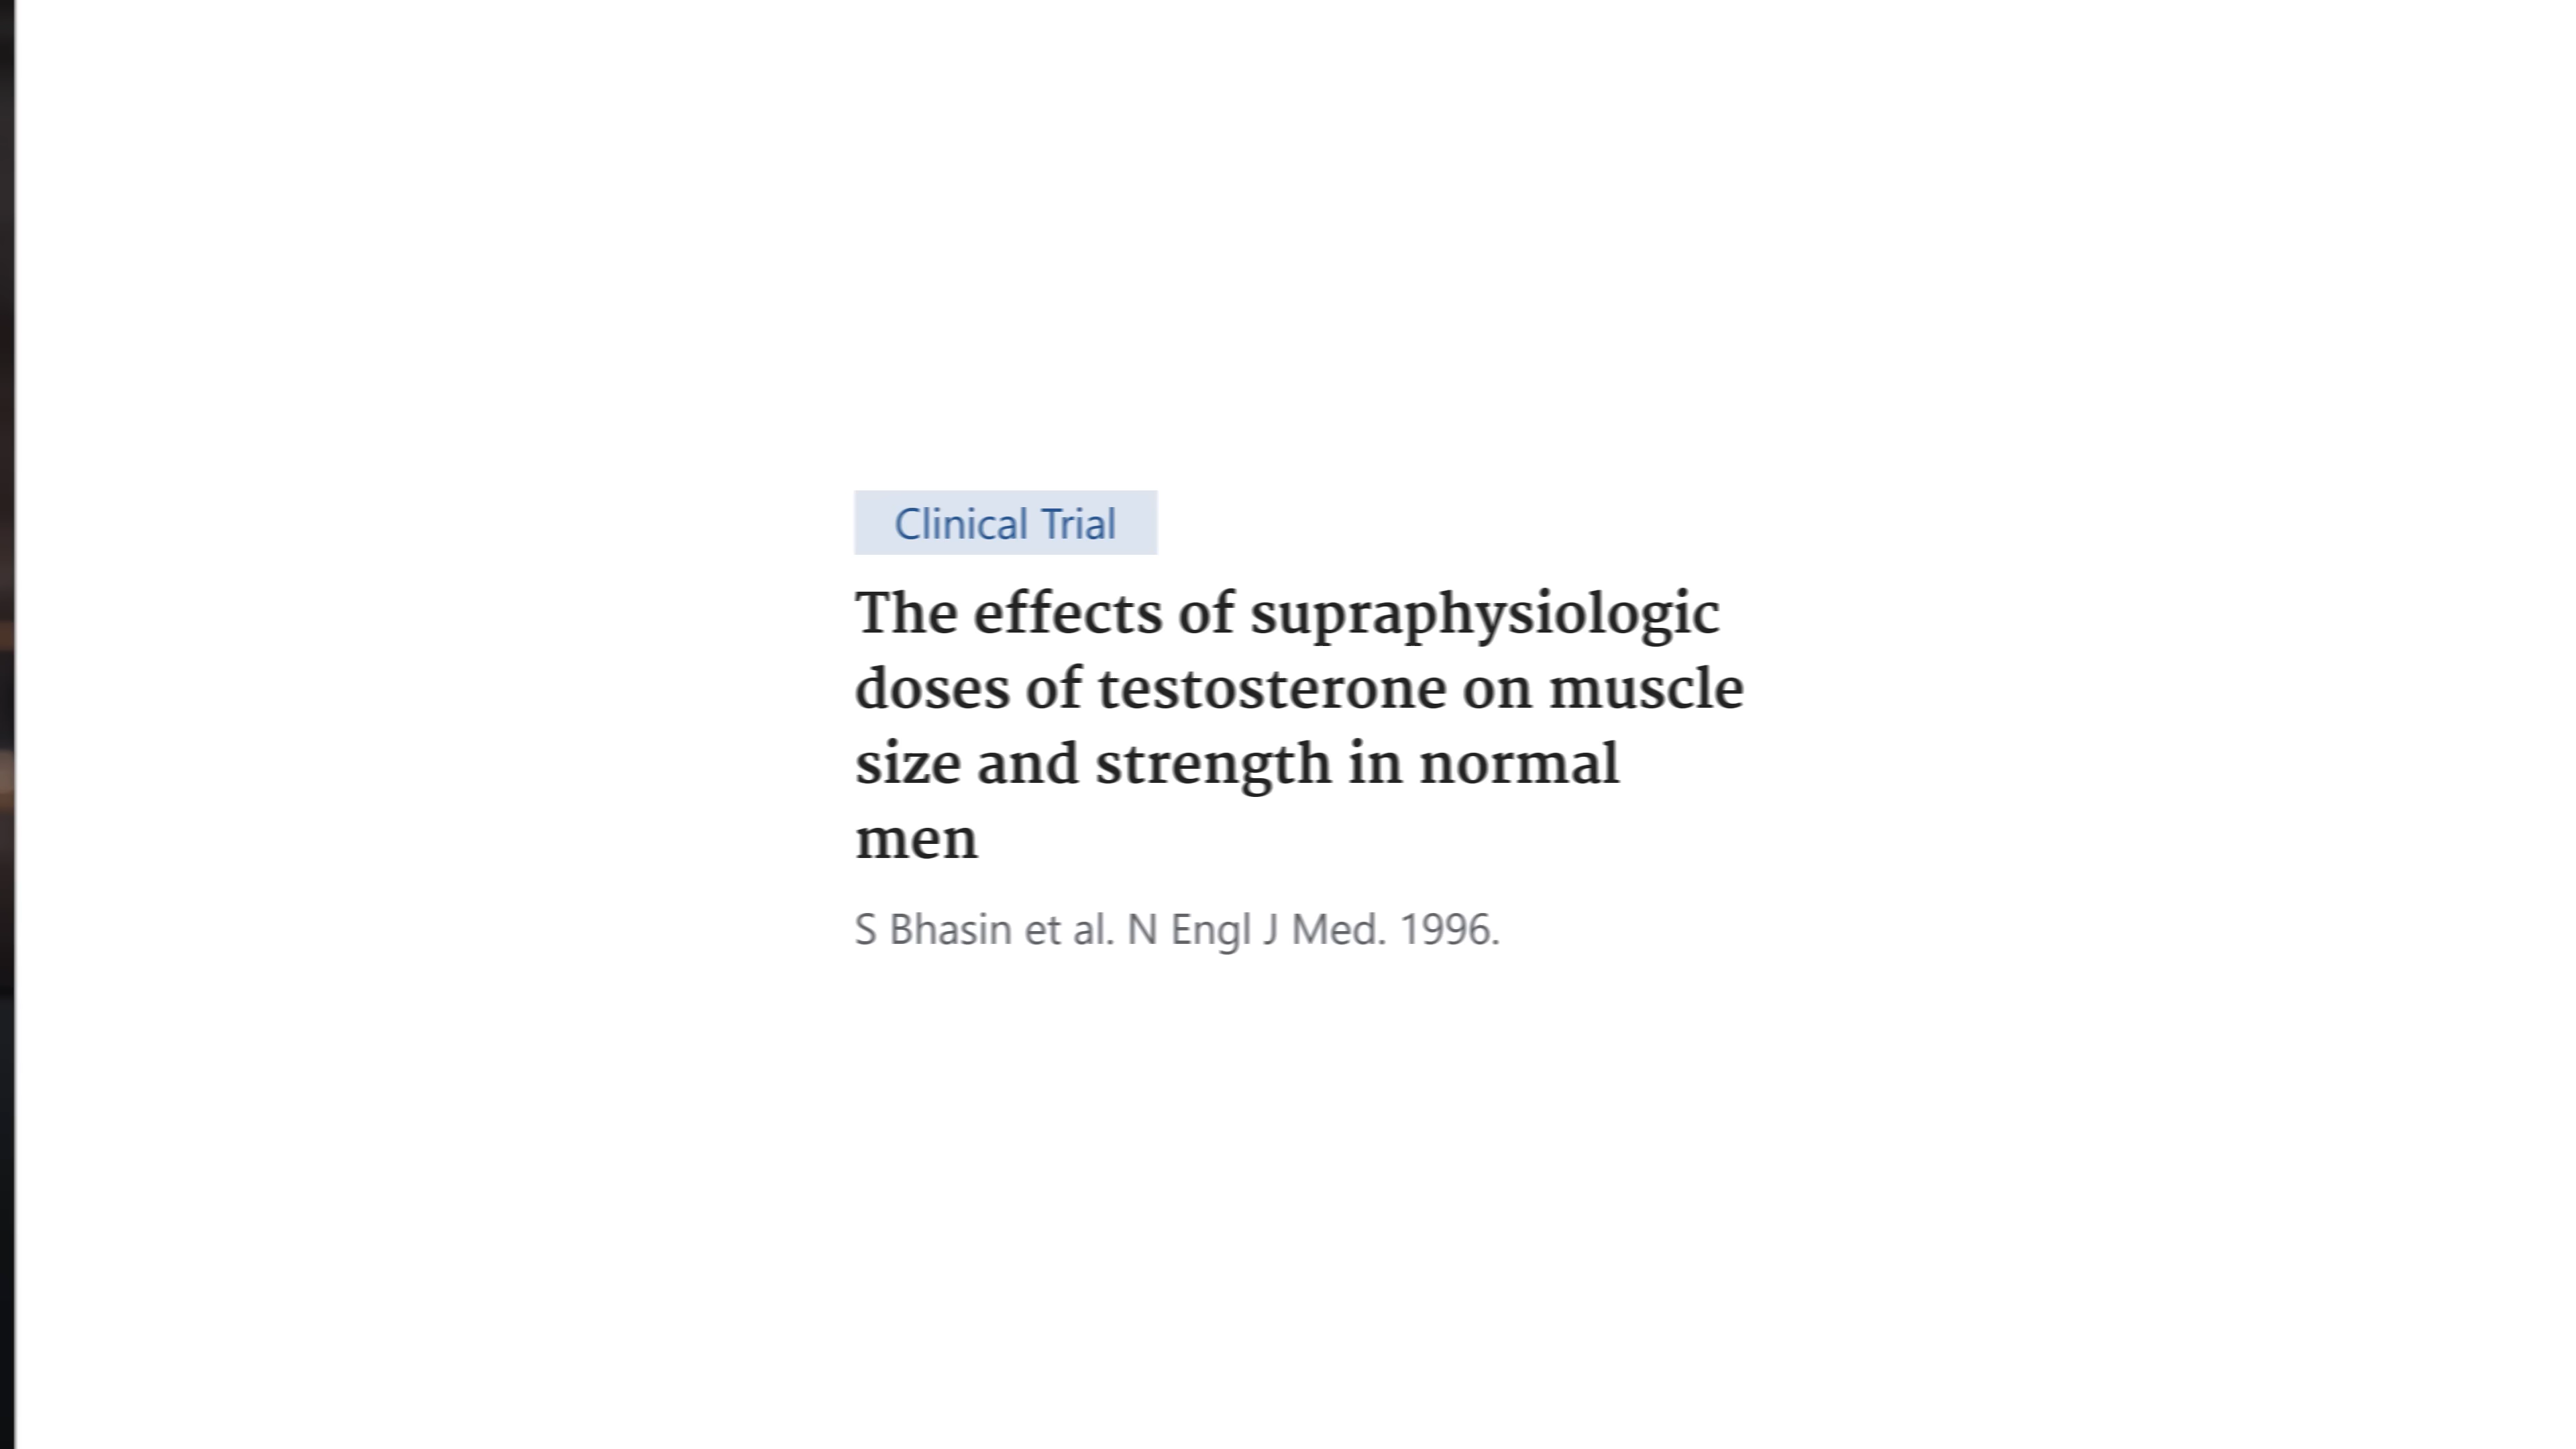 Clinical Trial
The effects of supraphysiologic
doses of testosterone on muscle
size and strength in normal
men
S Bhasin et al. N Engl J Med. 1996.